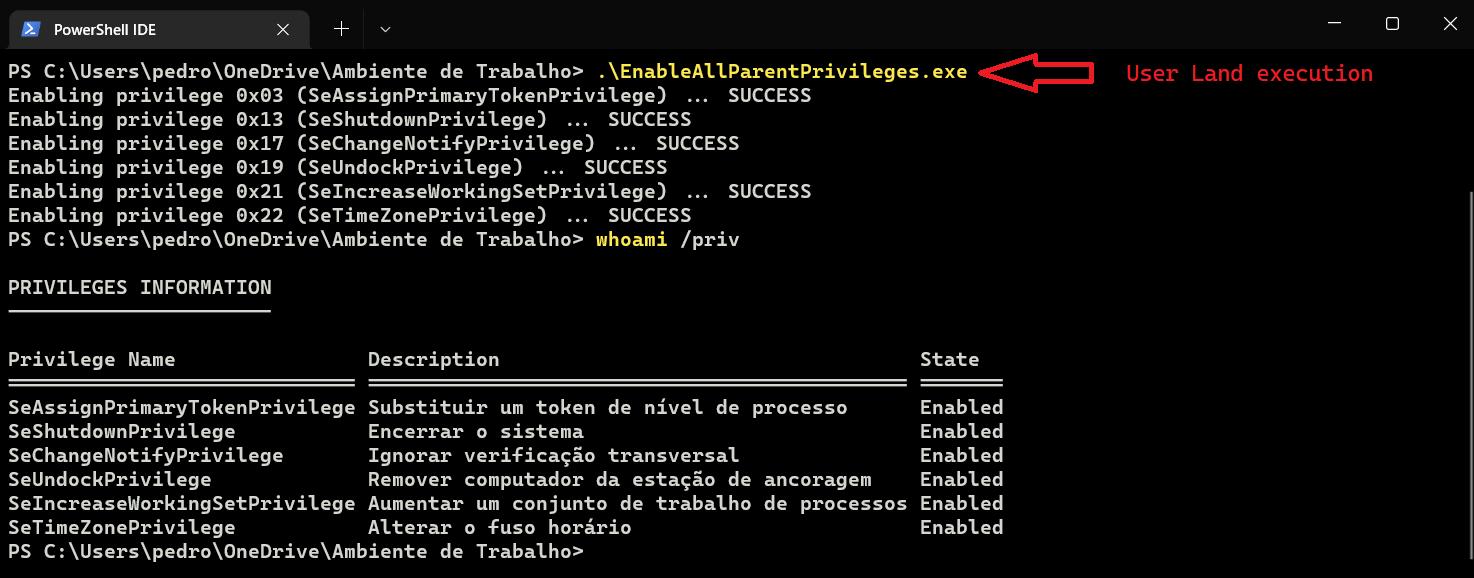 PowerShell IDE
PS C:\Users\pedro\OneDrive\Ambiente de Trabalho> .\EnableAllParentPrivileges.exe User Land execution
Enabling privilege 0x03 (SeAssignPrimaryTokenPrivilege) ... SUCCESS
Enabling privilege 0x13 (SeShutdownPrivilege) ... SUCCESS
Enabling privilege 0x17 (SeChangeNotifyPrivilege) ... SUCCESS
Enabling privilege 0x19 (SeUndockPrivilege) ... SUCCESS
Enabling privilege 0x21 (SeIncreaseWorkingSetPrivilege) ... SUCCESS
Enabling privilege 0x22 (SeTimeZonePrivilege) ... SUCCESS
PS C:\Users\pedro\OneDrive\Ambiente de Trabalho> whoami /priv
PRIVILEGES INFORMATION
Privilege Name Description State
SeAssignPrimaryTokenPrivilege Substituir um token de nível de processo Enabled
SeShutdownPrivilege Encerrar o sistema Enabled
SeChangeNotifyPrivilege Ignorar verificação transversal Enabled
SeUndockPrivilege Remover computador da estação de ancoragem Enabled
SeIncreaseWorkingSetPrivilege Aumentar um conjunto de trabalho de processos Enabled
SeTimeZonePrivilege Alterar o fuso horário Enabled
PS C:\Users\pedro\OneDrive\Ambiente de Trabalho>